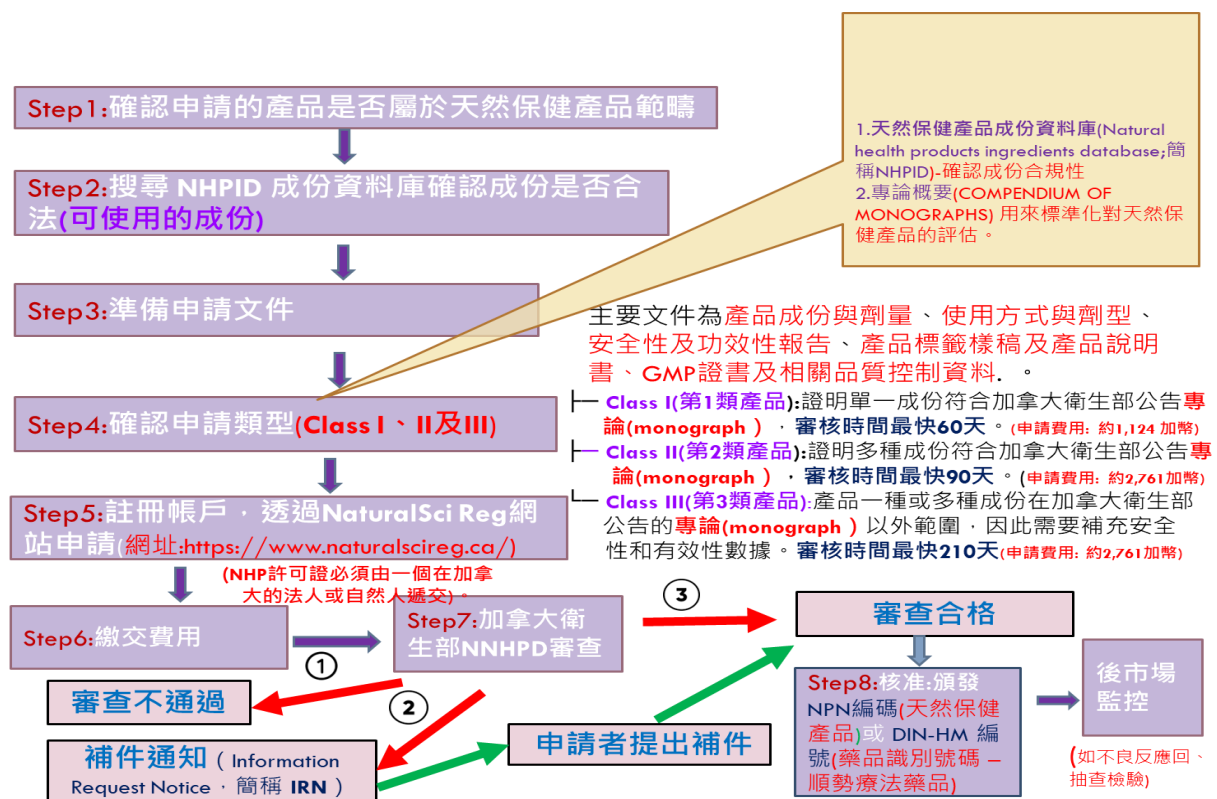 Step1:確認申請的產品是否屬於天然保健產品範疇
Step2:搜尋 NHPID 成份資料庫確認成份是否合
法(可使用的成份)
1.天然保健產品成份資料庫(Natural
health products ingredients database;簡
稱NHPID)-確認成份合規性
2.專論概要(COMPENDIUM OF
MONOGRAPHS) 用來標準化對天然保
健產品的評估。
Step3:準備申請文件
主要文件為產品成份與劑量、使用方式與劑型、
安全性及功效性報告、產品標籤樣稿及產品說明
書、GMP證書及相關品質控制資料. 。
Step4:確認申請類型(Class I、II及III)
├─ Class I(第1類產品):證明單一成份符合加拿大衛生部公告專
論(monograph),審核時間最快60天。(申請費用: 約1,124 加幣)
├─ Class II(第2類產品):證明多種成份符合加拿大衛生部公告專
論(monograph),審核時間最快90天。(申請費用: 約2,761加幣)
└─ Class III(第3類產品):產品一種或多種成份在加拿大衛生部
公告的專論(monograph)以外範圍,因此需要補充安全
性和有效性數據。審核時間最快210天(申請費用: 約2,761加幣)
Step5:註冊帳戶,透過NaturalSci Reg網
站申請(網址:https://www.naturalscireg.ca/)
(NHP許可證必須由一個在加拿
大的法人或自然人遞交)。
Step6:繳交費用
①
Step7:加拿大衛
生部NNHPD審查
③
審查合格
審查不通過
②
補件通知(Information
Request Notice,簡稱 IRN)
申請者提出補件
Step8:核准:頒發
NPN編碼(天然保健
產品)或 DIN-HM 編
號(藥品識別號碼 –
順勢療法藥品)
後市場
監控
(如不良反應回、
抽查檢驗)